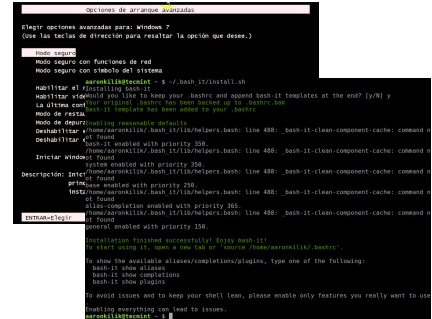 Opciones de arranque avanzadas
Elegir opciones avanzadas para: Windows 7
(Use las teclas de dirección para resaltar la opción que desee.)
Modo seguro
Modo seguro con funciones de red
Modo seguro con símbolo del sistema
Habilitar el r
Habilitar víde
La última cont
Modo de restau
Modo de depura
Deshabilitar
Deshabilitar
Iniciar Window
Descripción: Inici
princ
insta
ENTRAR=Elegir
aaronkilik@tecmint ~ $ ~/.bash_it/install.sh
Installing bash-it
Would you like to keep your .bashrc and append bash-it templates at the end? [y/N] y
Your original .bashrc has been backed up to .bashrc.bak
Bash-it template has been added to your .bashrc
Enabling reasonable defaults
/home/aaronkilik/.bash_it/lib/helpers.bash: line 488: _bash-it-clean-component-cache: command n
ot found
bash-it enabled with priority 350.
/home/aaronkilik/.bash_it/lib/helpers.bash: line 488: _bash-it-clean-component-cache: command n
ot found
system enabled with priority 350.
/home/aaronkilik/.bash_it/lib/helpers.bash: line 488: _bash-it-clean-component-cache: command n
ot found
base enabled with priority 250.
/home/aaronkilik/.bash_it/lib/helpers.bash: line 488: _bash-it-clean-component-cache: command n
ot found
alias-completion enabled with priority 365.
/home/aaronkilik/.bash_it/lib/helpers.bash: line 488: _bash-it-clean-component-cache: command n
ot found
general enabled with priority 150.
Installation finished successfully! Enjoy bash-it!
To start using it, open a new tab or 'source /home/aaronkilik/.bashrc'.
To show the available aliases/completions/plugins, type one of the following:
bash-it show aliases
bash-it show completions
bash-it show plugins
To avoid issues and to keep your shell lean, please enable only features you really want to use
Enabling everything can lead to issues.
aaronkilik@tecmint ~ $